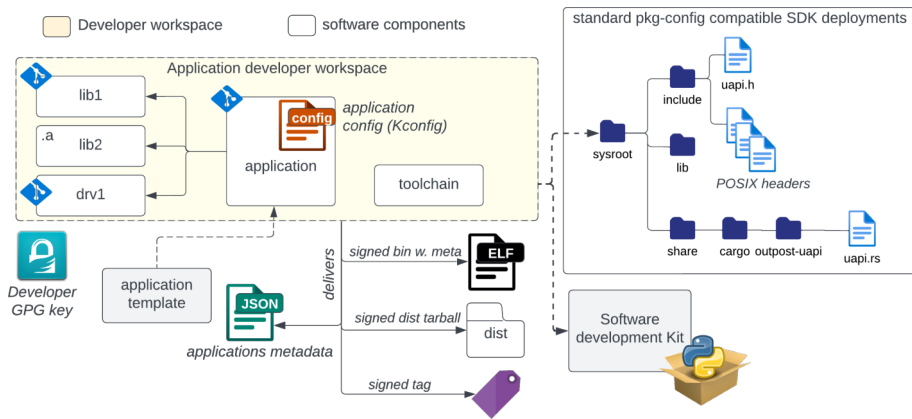 Developer workspace
software components
standard pkg-config compatible SDK deployments
Application developer workspace
lib1
.a
lib2
drv1
config
application
config (Kconfig)
application
toolchain
uapi.h
include
sysroot
lib
POSIX headers
share
cargo
outpost-uapi
uapi.rs
Developer
GPG key
application
template
JSON
applications metadata
delivers
signed bin w. meta
ELF
signed dist tarball
dist
signed tag
Software
development Kit